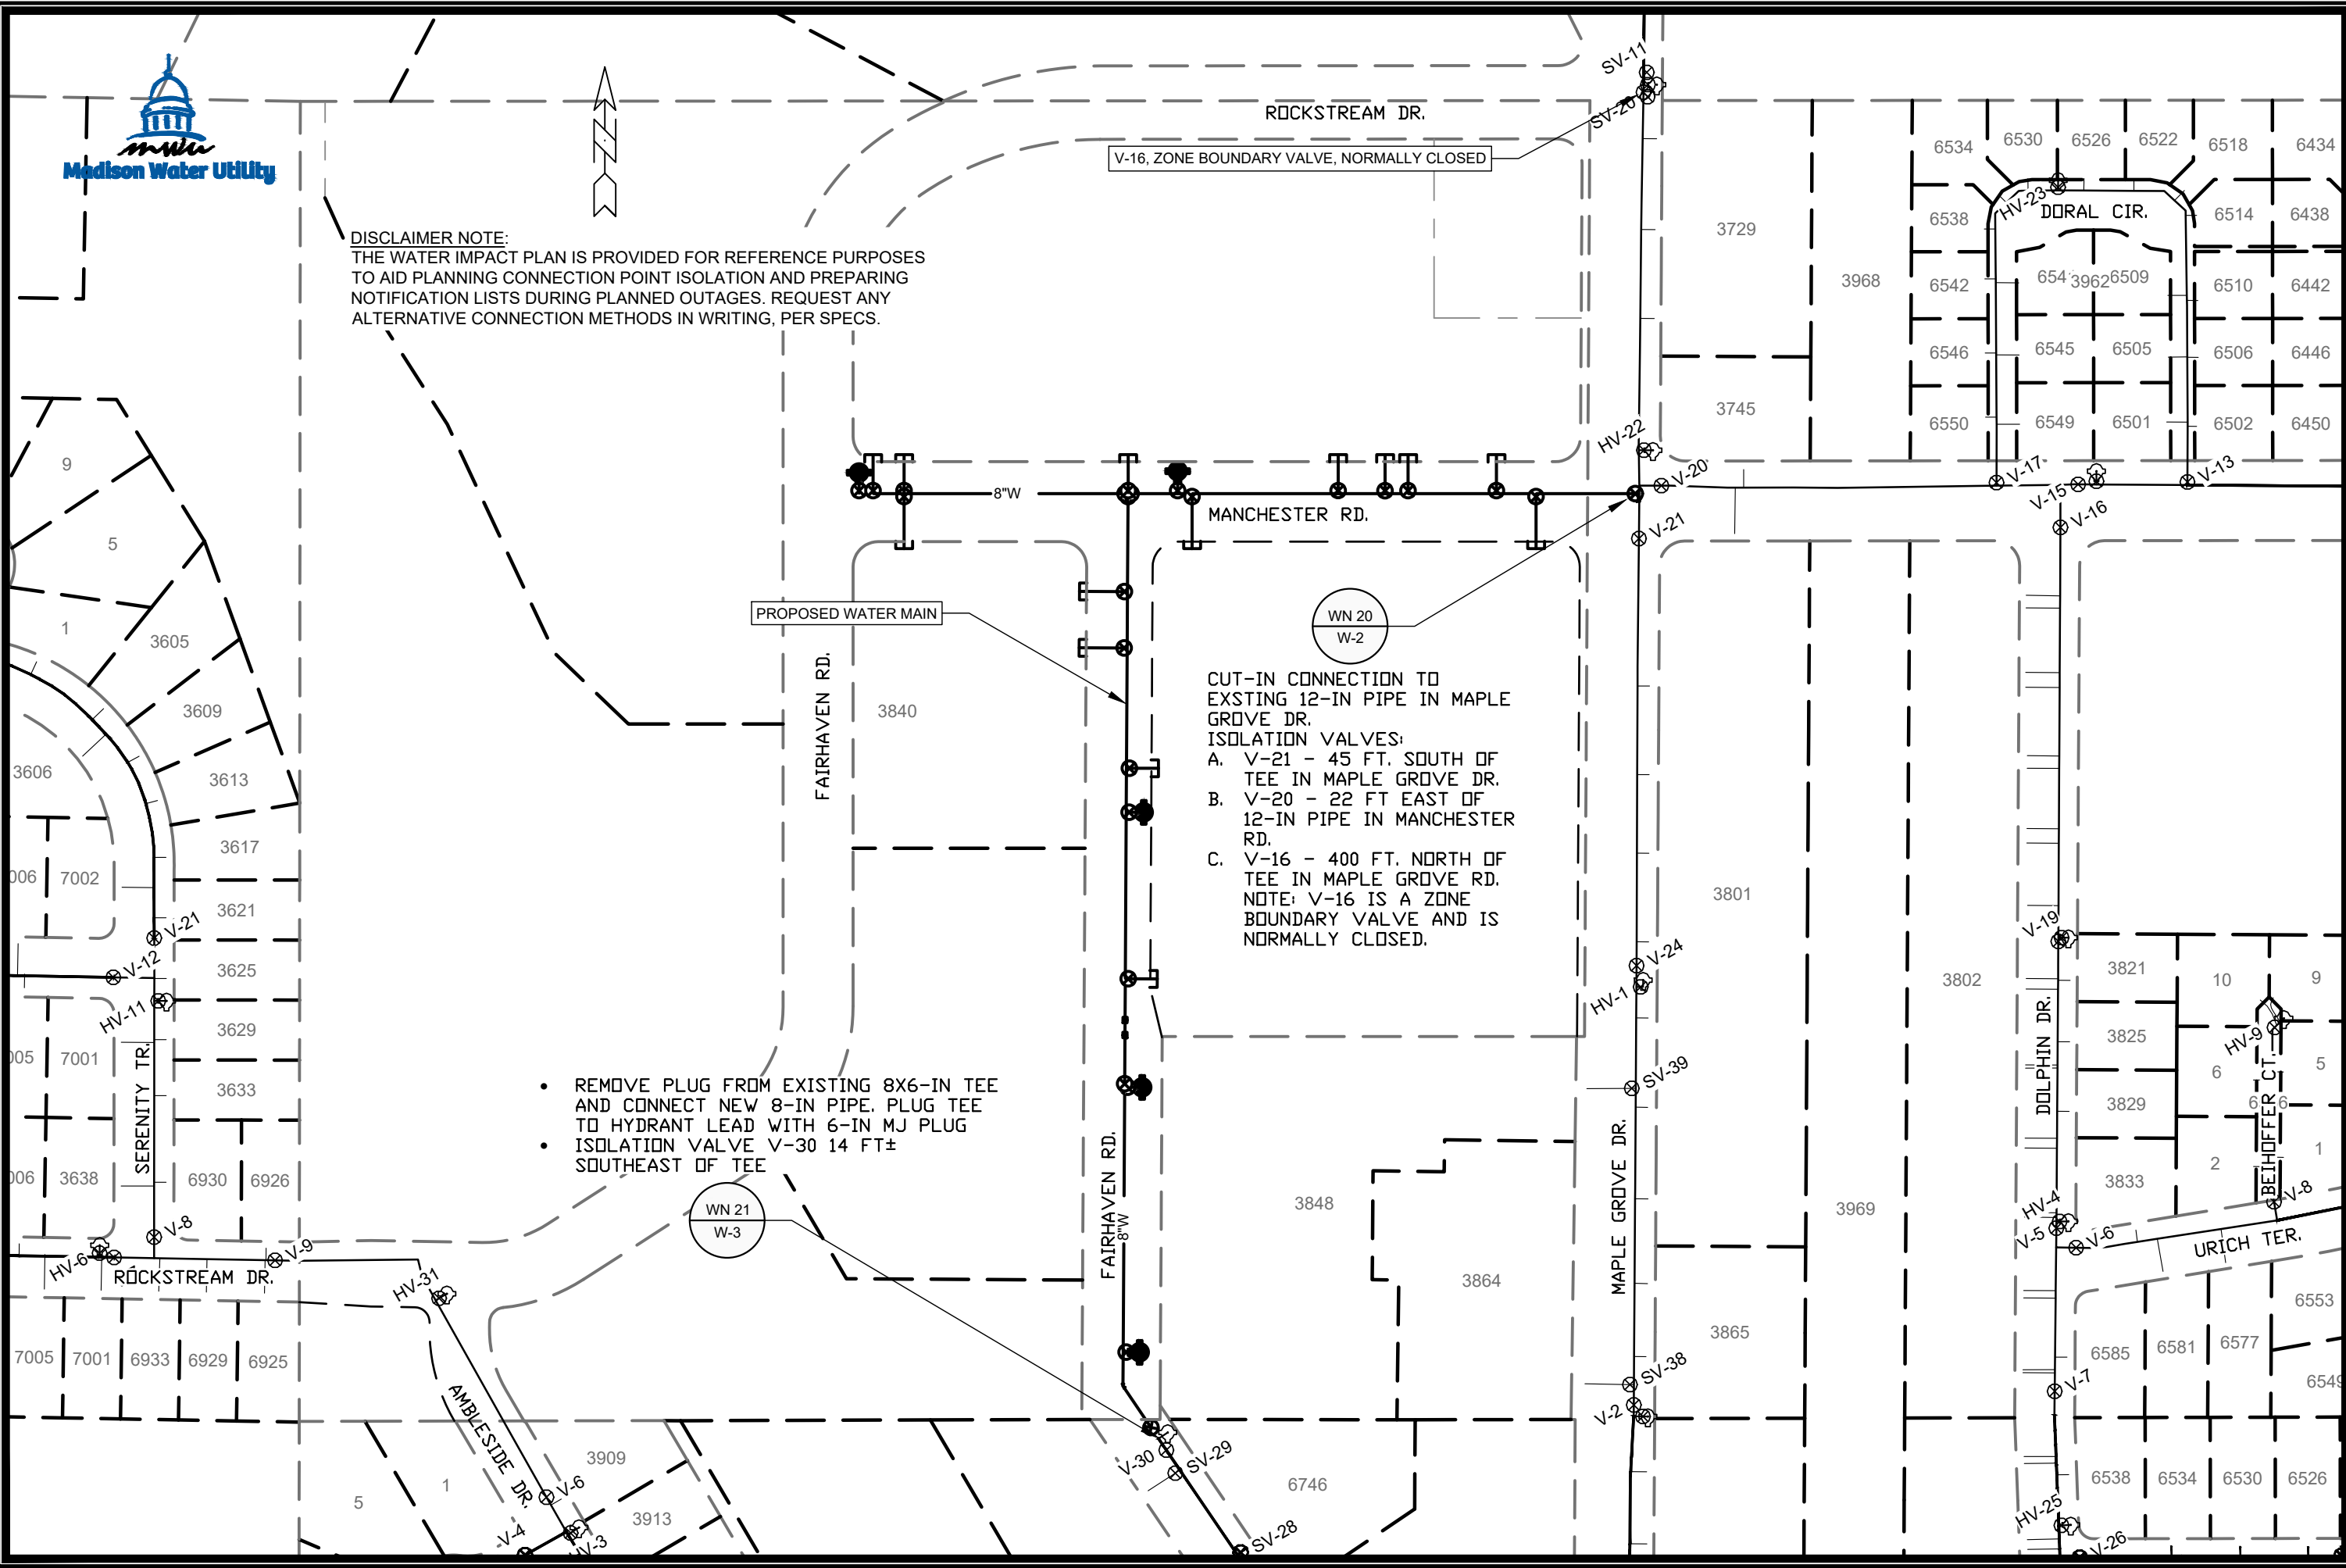 mwu
Madison Water Utility
DISCLAIMER NOTE:
THE WATER IMPACT PLAN IS PROVIDED FOR REFERENCE PURPOSES
TO AID PLANNING CONNECTION POINT ISOLATION AND PREPARING
NOTIFICATION LISTS DURING PLANNED OUTAGES. REQUEST ANY
ALTERNATIVE CONNECTION METHODS IN WRITING, PER SPECS.
N
ROCKSTREAM DR.
V-16, ZONE BOUNDARY VALVE, NORMALLY CLOSED
SV-11
SV-20
3729
3968
3745
6534
6530
6526
6522
6518
6434
HV-23
DORAL CIR.
6538
6514
6438
6542
3962
6509
6510
6442
6546
6545
6505
6506
6446
6550
6549
6501
6502
6450
HV-22
V-20
V-21
V-17
V-15
V-16
V-13
8"W
MANCHESTER RD.
PROPOSED WATER MAIN
FAIRHAVEN RD.
3840
WN 20
W-2
CUT-IN CONNECTION TO
EXSTING 12-IN PIPE IN MAPLE
GROVE DR.
ISOLATION VALVES:
A. V-21 - 45 FT. SOUTH OF
TEE IN MAPLE GROVE DR.
B. V-20 - 22 FT EAST OF
12-IN PIPE IN MANCHESTER
RD.
C. V-16 - 400 FT. NORTH OF
TEE IN MAPLE GROVE RD.
NOTE: V-16 IS A ZONE
BOUNDARY VALVE AND IS
NORMALLY CLOSED.
9
5
1
3605
3609
3606
3613
3617
006
7002
3621
V-21
V-12
3625
HV-11
3629
005
7001
3633
SERENITY TR.
006
3638
6930
6926
V-8
V-9
HV-6
ROCKSTREAM DR.
HV-31
7005
7001
6933
6929
6925
AMBLESIDE DR.
3909
5
1
V-6
3913
V-4
HV-3
• REMOVE PLUG FROM EXISTING 8X6-IN TEE
AND CONNECT NEW 8-IN PIPE. PLUG TEE
TO HYDRANT LEAD WITH 6-IN MJ PLUG
• ISOLATION VALVE V-30 14 FT±
SOUTHEAST OF TEE
WN 21
W-3
FAIRHAVEN RD.
8"W
V-30
SV-29
SV-28
6746
3848
3864
MAPLE GROVE DR.
3801
V-24
HV-1
SV-39
SV-38
V-2
3865
3802
3969
DOLPHIN DR.
V-19
3821
10
9
3825
HV-9
6
5
3829
BEIHOFFER CT.
3833
2
1
HV-4
V-5
V-6
V-8
URICH TER.
6553
6585
6581
6577
V-7
6538
6534
6530
6526
HV-25
V-26